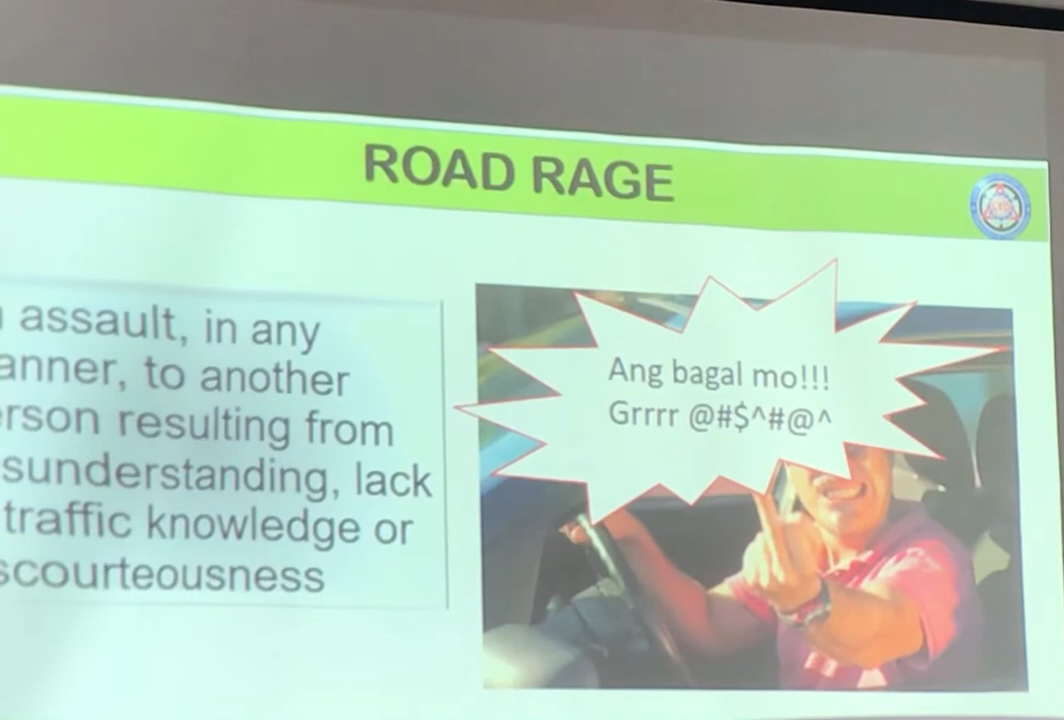 ROAD RAGE
assault, in any
anner, to another
erson resulting from
sunderstanding, lack
traffic knowledge or
scourteousness
Ang bagal mo!!!
Grrrr @#$^#@^